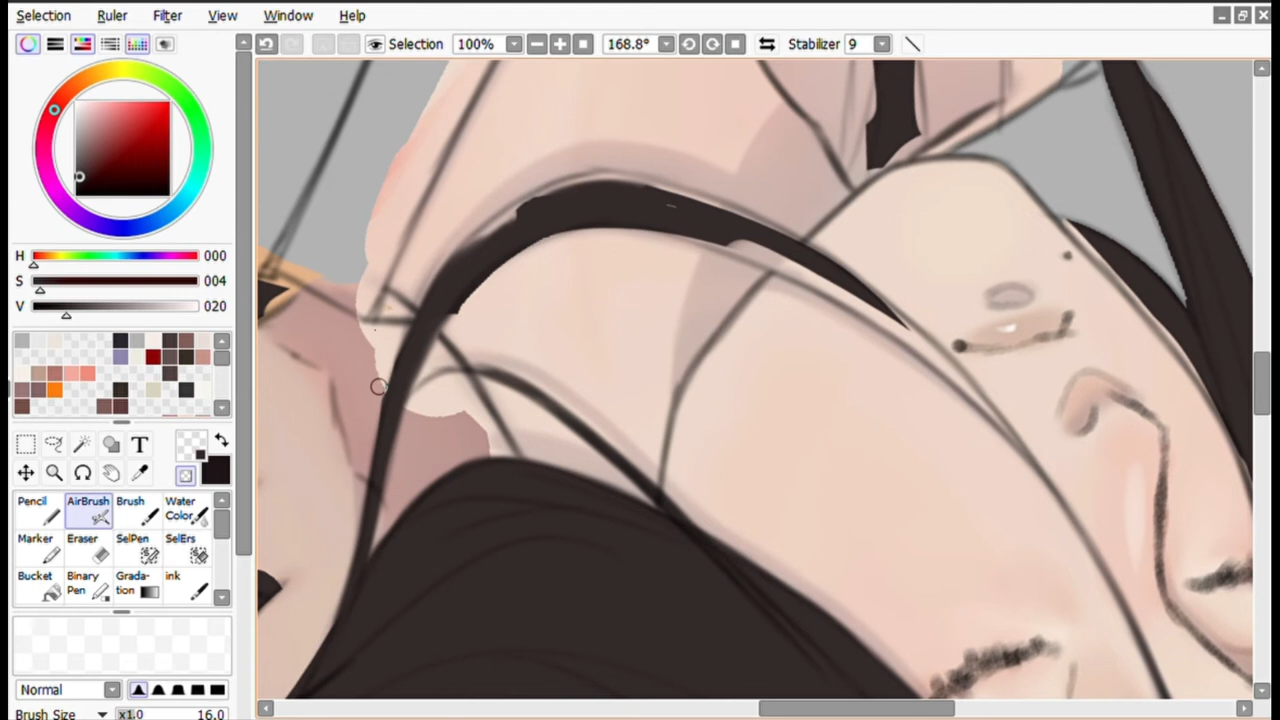 Selection Ruler Filter View Window Help
Selection 100% 168.8° Stabilizer 9
H 000
S 004
V 020
T
Pencil AirBrush Brush Water Color
Marker Eraser SelPen SelErs
Bucket Binary Pen Grada-tion ink
Normal
Brush Size x1.0 16.0